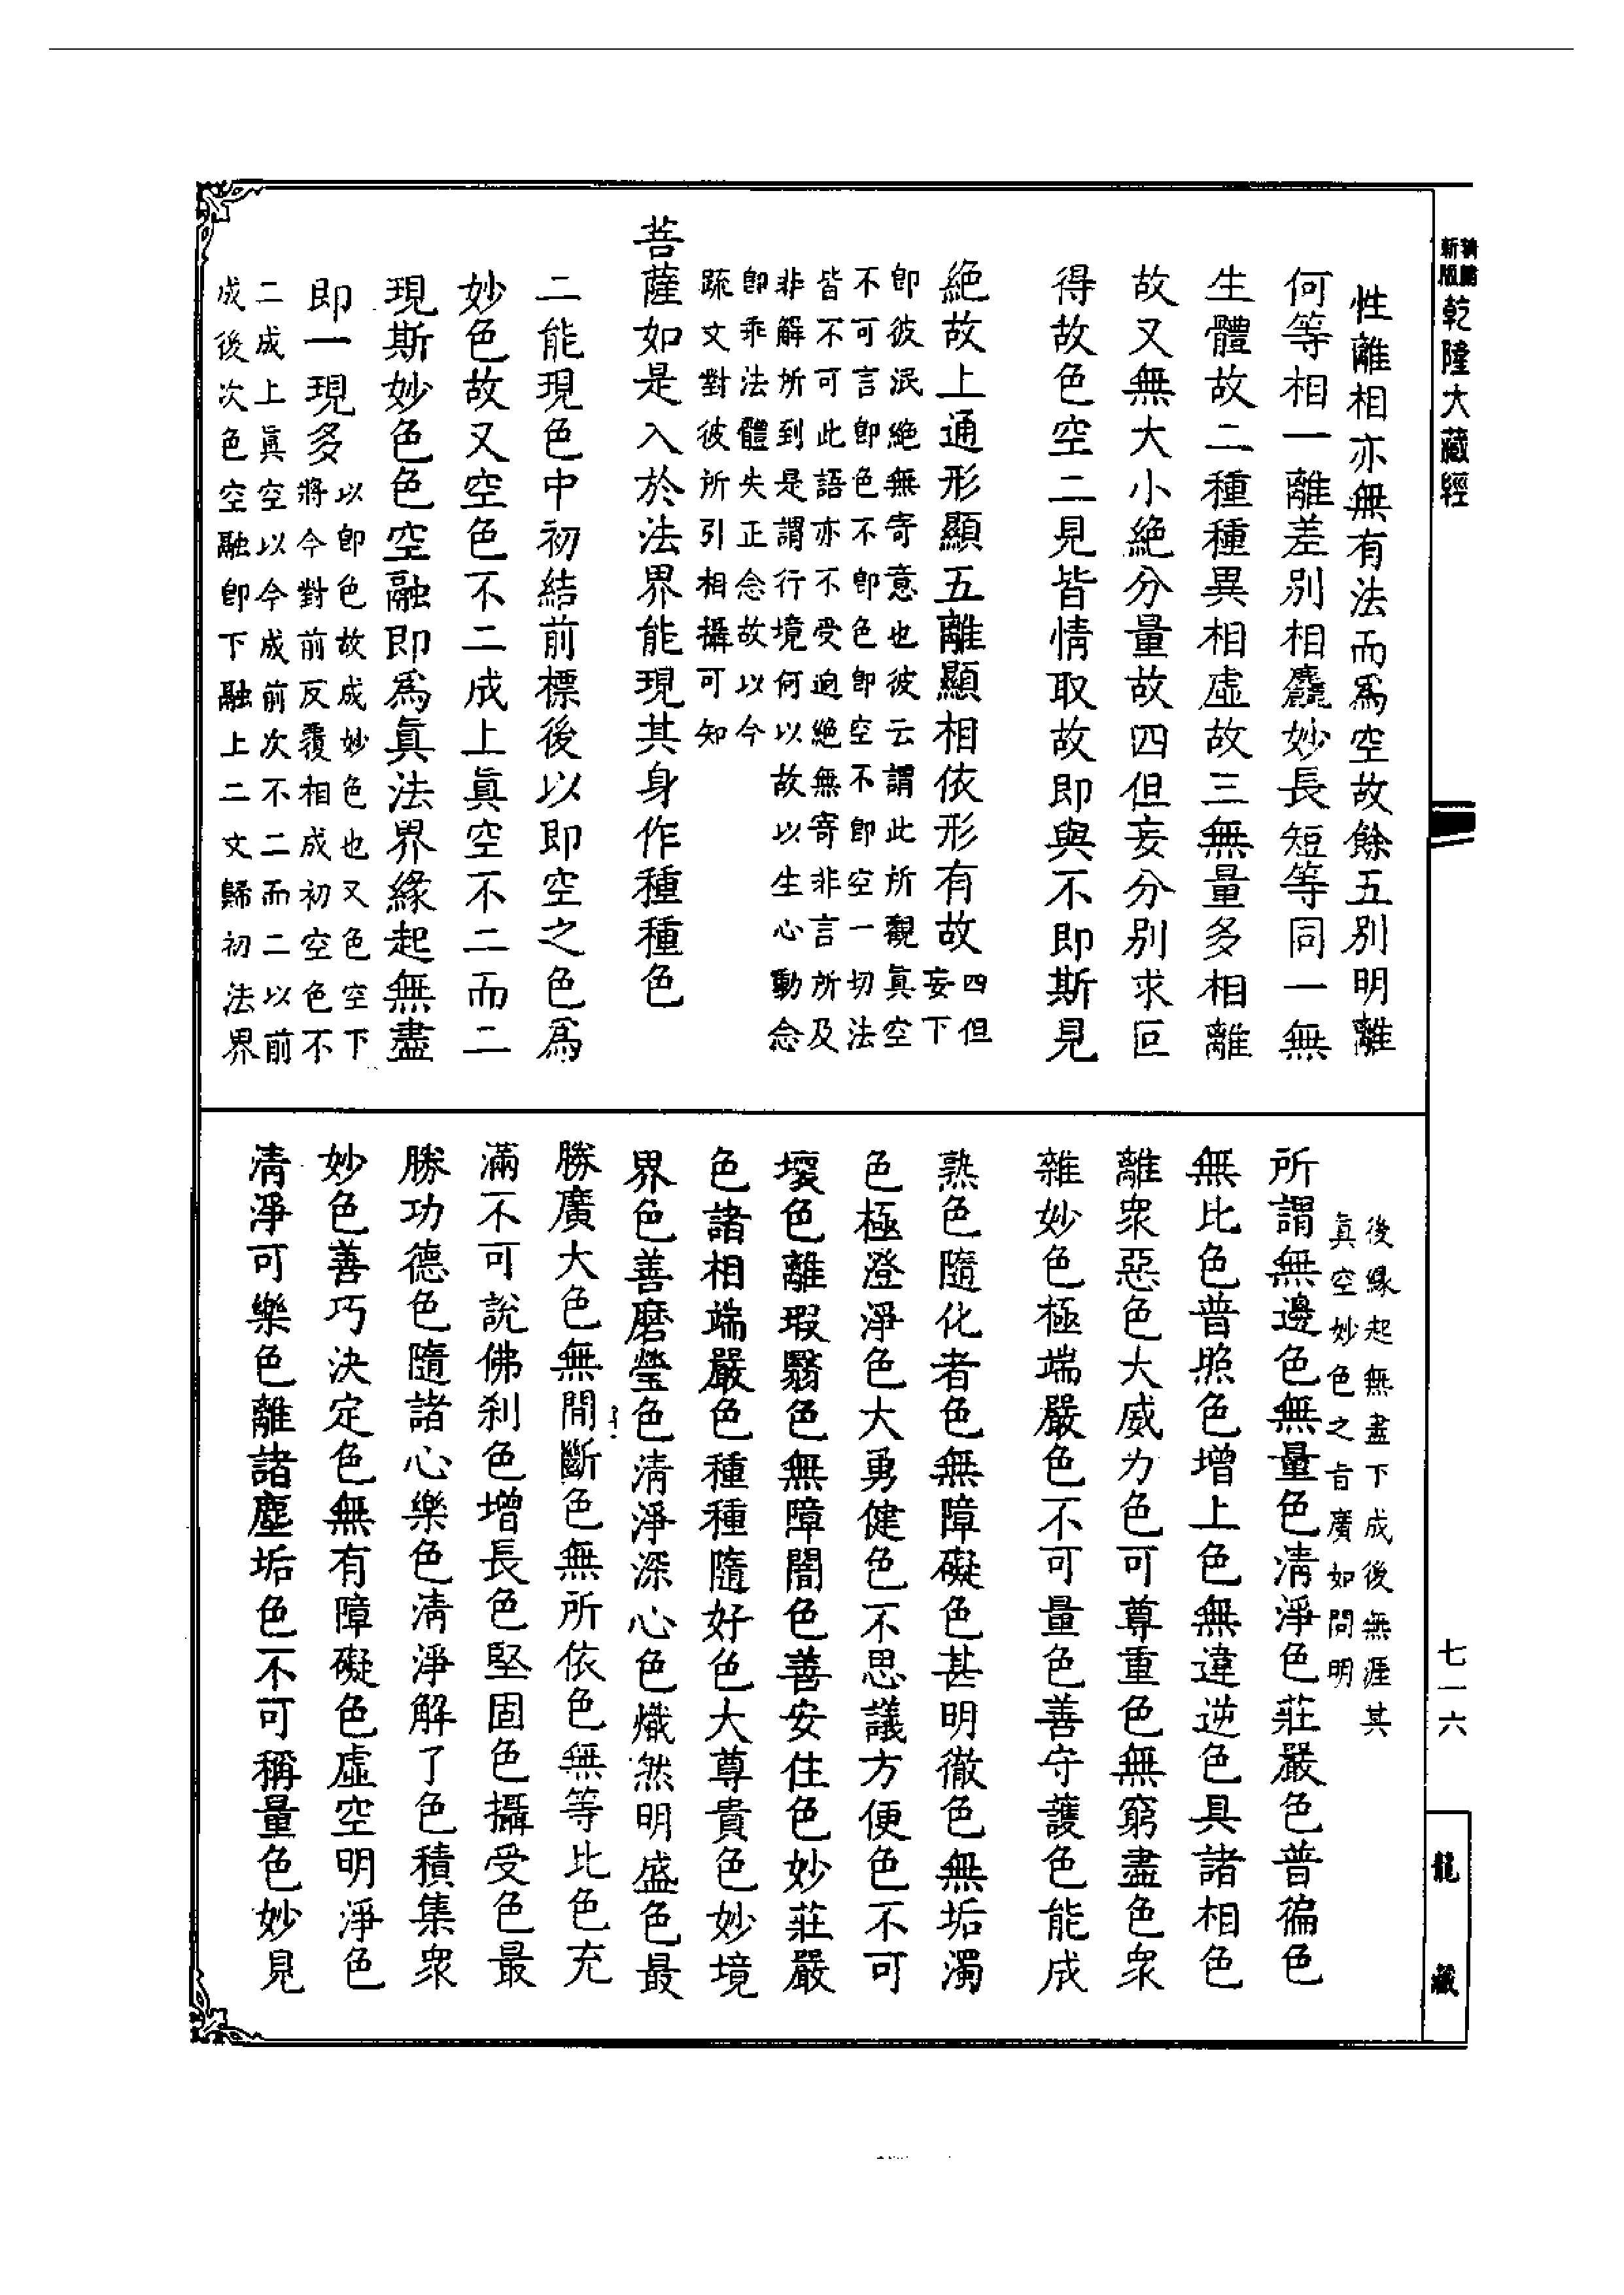 精雕
新版
乾隆大藏經
七一六
龍藏
性離相亦無有法而為空故餘五別明離
何等相一離差別相麤妙長短等同一無
生體故二種種異相虛故三無量多相離
故又無大小絕分量故四但妄分別求叵
得故色空二見皆情取故即與不即斯見
絕故上通形顯五離顯相依形有故四但
妄下
即彼泯絕無寄意也彼云謂此所觀真空
不可言即色不即色即空不即空一切法
皆不可此語亦不受迥絕無寄非言所及
非解所到是謂行境何以故以生心動念
即乖法體失正念故以今
疏文對彼所引相攝可知
菩薩如是入於法界能現其身作種種色
二能現色中初結前標後以即空之色為
妙色故又空色不二成上真空不二而二
現斯妙色色空融即為真法界緣起無盡
即一現多
以即色故成妙色也又色空下
將今對前反覆相成初空色不
二成上真空以今成前次不二而二以前
成後次色空融即下融上二文歸初法界
後緣起無盡下成後無涯其
真空妙色之旨廣如問明
所謂無邊色無量色清淨色莊嚴色普徧色
無比色普照色增上色無違逆色具諸相色
離眾惡色大威力色可尊重色無窮盡色眾
雜妙色極端嚴色不可量色善守護色能成
熟色隨化者色無障礙色甚明徹色無垢濁
色極澄淨色大勇健色不思議方便色不可
壞色離瑕翳色無障闇色善安住色妙莊嚴
色諸相端嚴色種種隨好色大尊貴色妙境
界色善磨瑩色清淨深心色熾然明盛色最
勝廣大色無間斷色無所依色無等比色充
滿不可說佛剎色增長色堅固色攝受色最
勝功德色隨諸心樂色清淨解了色積集眾
妙色善巧決定色無有障礙色虛空明淨色
清淨可樂色離諸塵垢色不可稱量色妙見